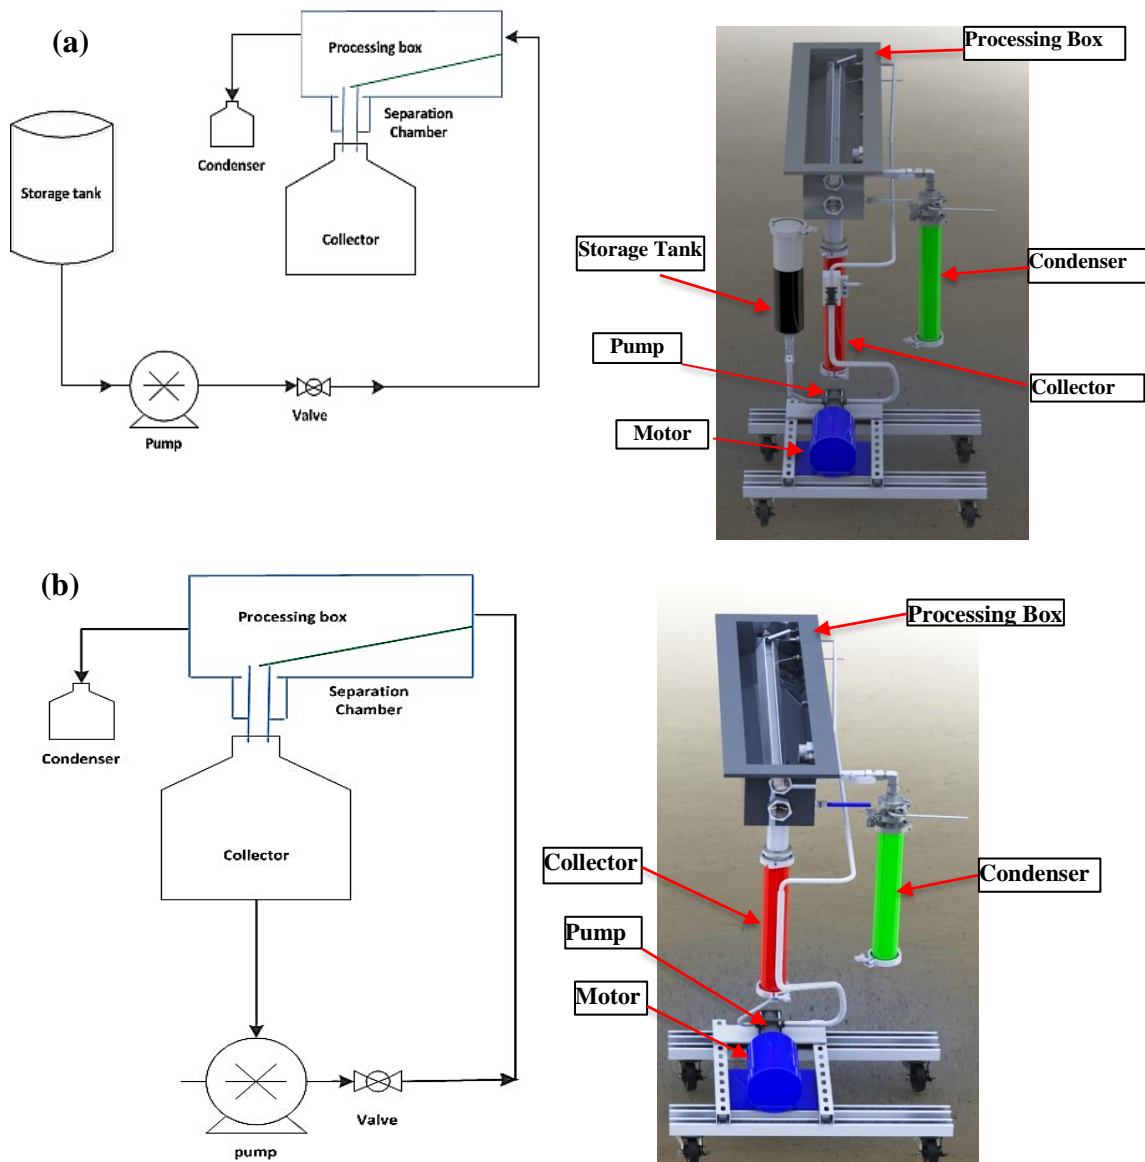 (a)
Processing box
Separation
Chamber
Condenser
Storage tank
Collector
Pump
Valve
Processing Box
Storage Tank
Condenser
Pump
Collector
Motor
(b)
Processing box
Separation
Chamber
Condenser
Collector
Valve
pump
Processing Box
Collector
Condenser
Pump
Motor